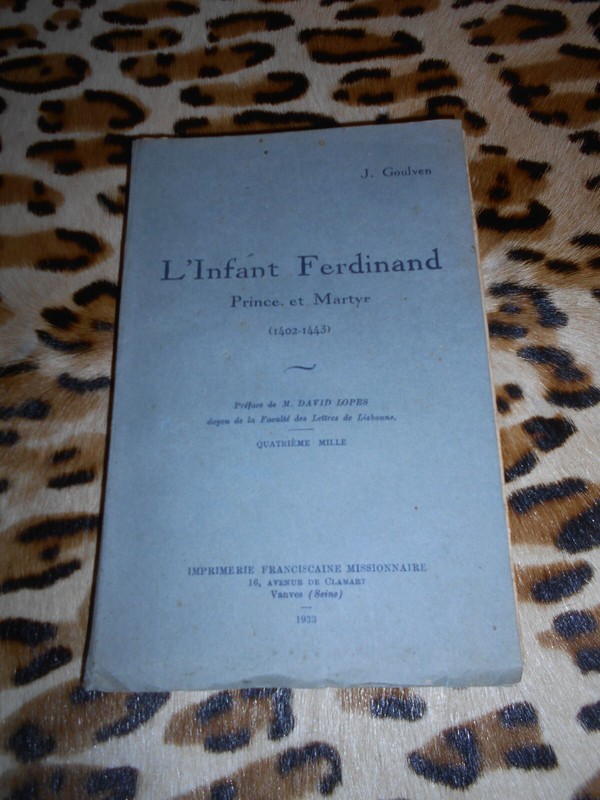 J. Goulven
L'Infant Ferdinand
Prince et Martyr
(1402-1443)
Préface de M. DAVID LOPES
doyen de la Faculté des Lettres de Lisbonne.
QUATRIÈME MILLE
IMPRIMERIE FRANCISCAINE MISSIONNAIRE
16, AVENUE DE CLAMART
Vanves (Seine)
1933